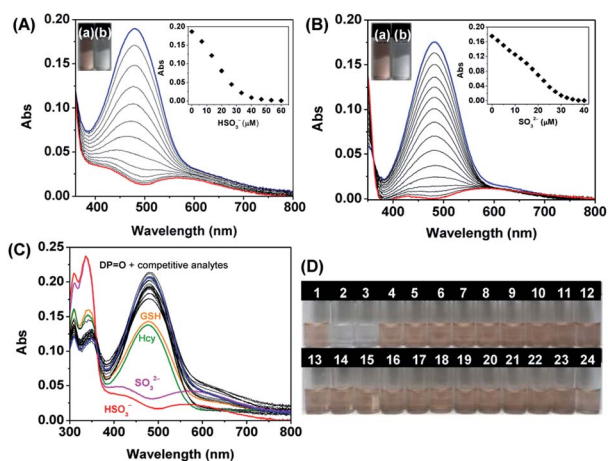 (A)
(a) (b)
Abs
0.20
0.15
0.10
0.05
0.00
400 500 600 700 800
Wavelength (nm)
Abs
0.2
0.1
0.0
0 10 20 30 40 50 60
HSO₃⁻ (μM)
(B)
(a) (b)
Abs
0.20
0.15
0.10
0.05
0.00
400 500 600 700 800
Wavelength (nm)
Abs
0.20
0.15
0.10
0.05
0.00
0 10 20 30 40
SO₃²⁻ (μM)
(C)
DP=O + competitive analytes
Abs
0.25
0.20
0.15
0.10
0.05
0.00
GSH
Hcy
SO₃²⁻
HSO₃⁻
300 400 500 600 700 800
Wavelength (nm)
(D)
1 2 3 4 5 6 7 8 9 10 11 12
13 14 15 16 17 18 19 20 21 22 23 24